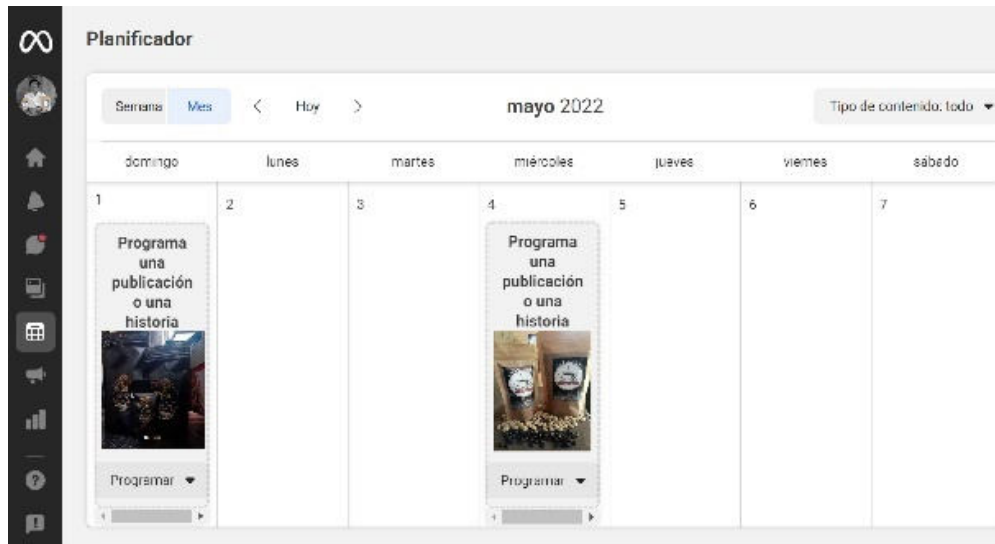 Planificador
Semana Mes Hoy mayo 2022 Tipo de contenido: todo
domingo lunes martes miércoles jueves viernes sábado
1 2 3 4 5 6 7
Programa
una
publicación
o una
historia
Programar
Programa
una
publicación
o una
historia
Programar